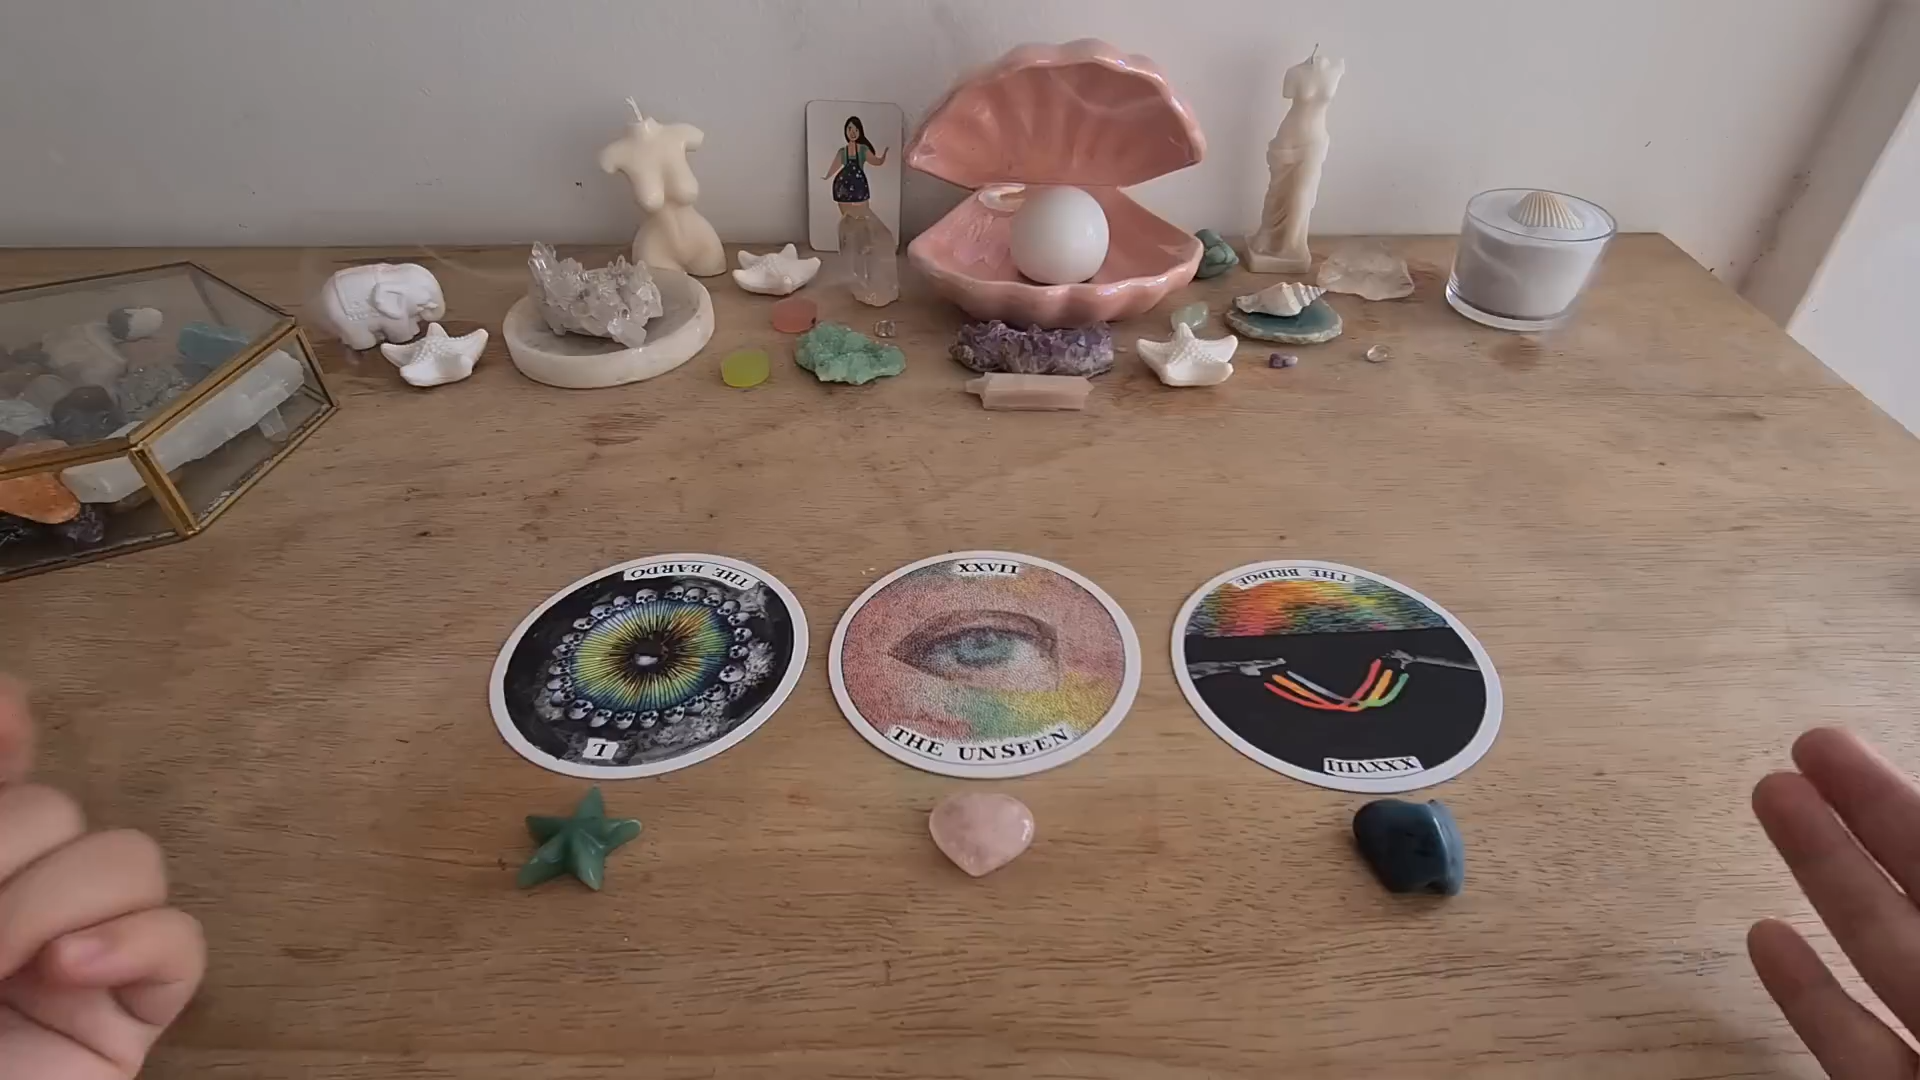 THE BARDO
L
XXVII
THE UNSEEN
THE BRIDGE
XXXVIII